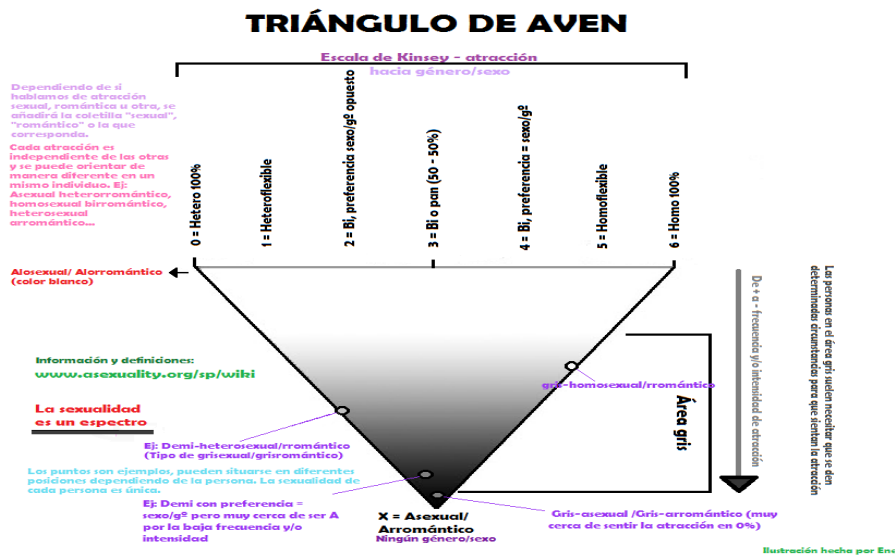 TRIÁNGULO DE AVEN
Escala de Kinsey - atracción
hacia género/sexo
Dependiendo de si
hablamos de atracción
sexual, romántica u otra, se
añadirá la coletilla "sexual",
"romántico" o la que
corresponda.
Cada atracción es
independiente de las otras
y se puede orientar de
manera diferente en un
mismo individuo. Ej:
Asexual heterorromántico,
homosexual birromántico,
heterosexual
arromántico...
0 = Hetero 100%
1 = Heteroflexible
2 = Bi, preferencia sexo/gº opuesto
3 = Bi o pan (50 - 50%)
4 = Bi, preferencia = sexo/gº
5 = Homoflexible
6 = Homo 100%
Alosexual/ Alorromántico
(color blanco)
De + a - frecuencia y/o intensidad de atracción
Las personas en el área gris suelen necesitar que se den
determinadas circunstancias para que sientan la atracción
Información y definiciones:
www.asexuality.org/sp/wiki
gris-homosexual/rromántico
Área gris
La sexualidad
es un espectro
Ej: Demi-heterosexual/rromántico
(Tipo de grisexual/grisromántico)
Los puntos son ejemplos, pueden situarse en diferentes
posiciones dependiendo de la persona. La sexualidad de
cada persona es única.
Ej: Demi con preferencia =
sexo/gº pero muy cerca de ser A
por la baja frecuencia y/o
intensidad
X = Asexual/
Arromántico
Ningún género/sexo
Gris-asexual /Gris-arromántico (muy
cerca de sentir la atracción en 0%)
Ilustración hecha por